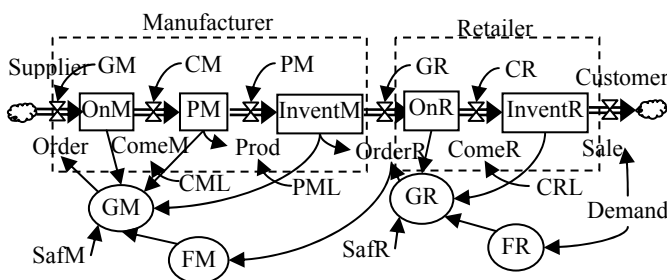 Manufacturer
Retailer
Supplier GM CM PM GR CR Customer
OnM PM InventM OnR InventR
Order ComeM Prod OrderR ComeR Sale
CML PML CRL
GM GR Demand
SafM FM SafR FR